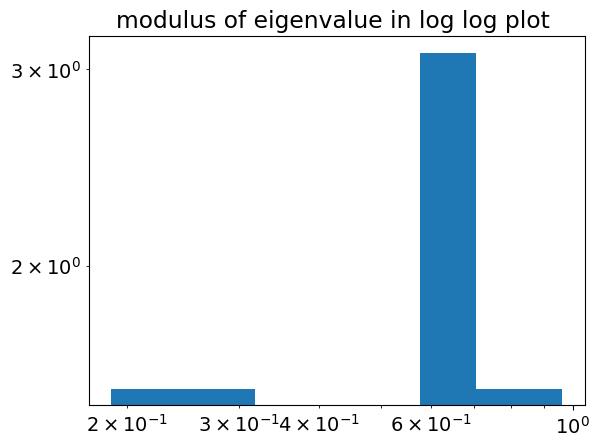 modulus of eigenvalue in log log plot
3 × 10⁰
2 × 10⁰
2 × 10⁻¹ 3 × 10⁻¹ 4 × 10⁻¹ 6 × 10⁻¹ 10⁰